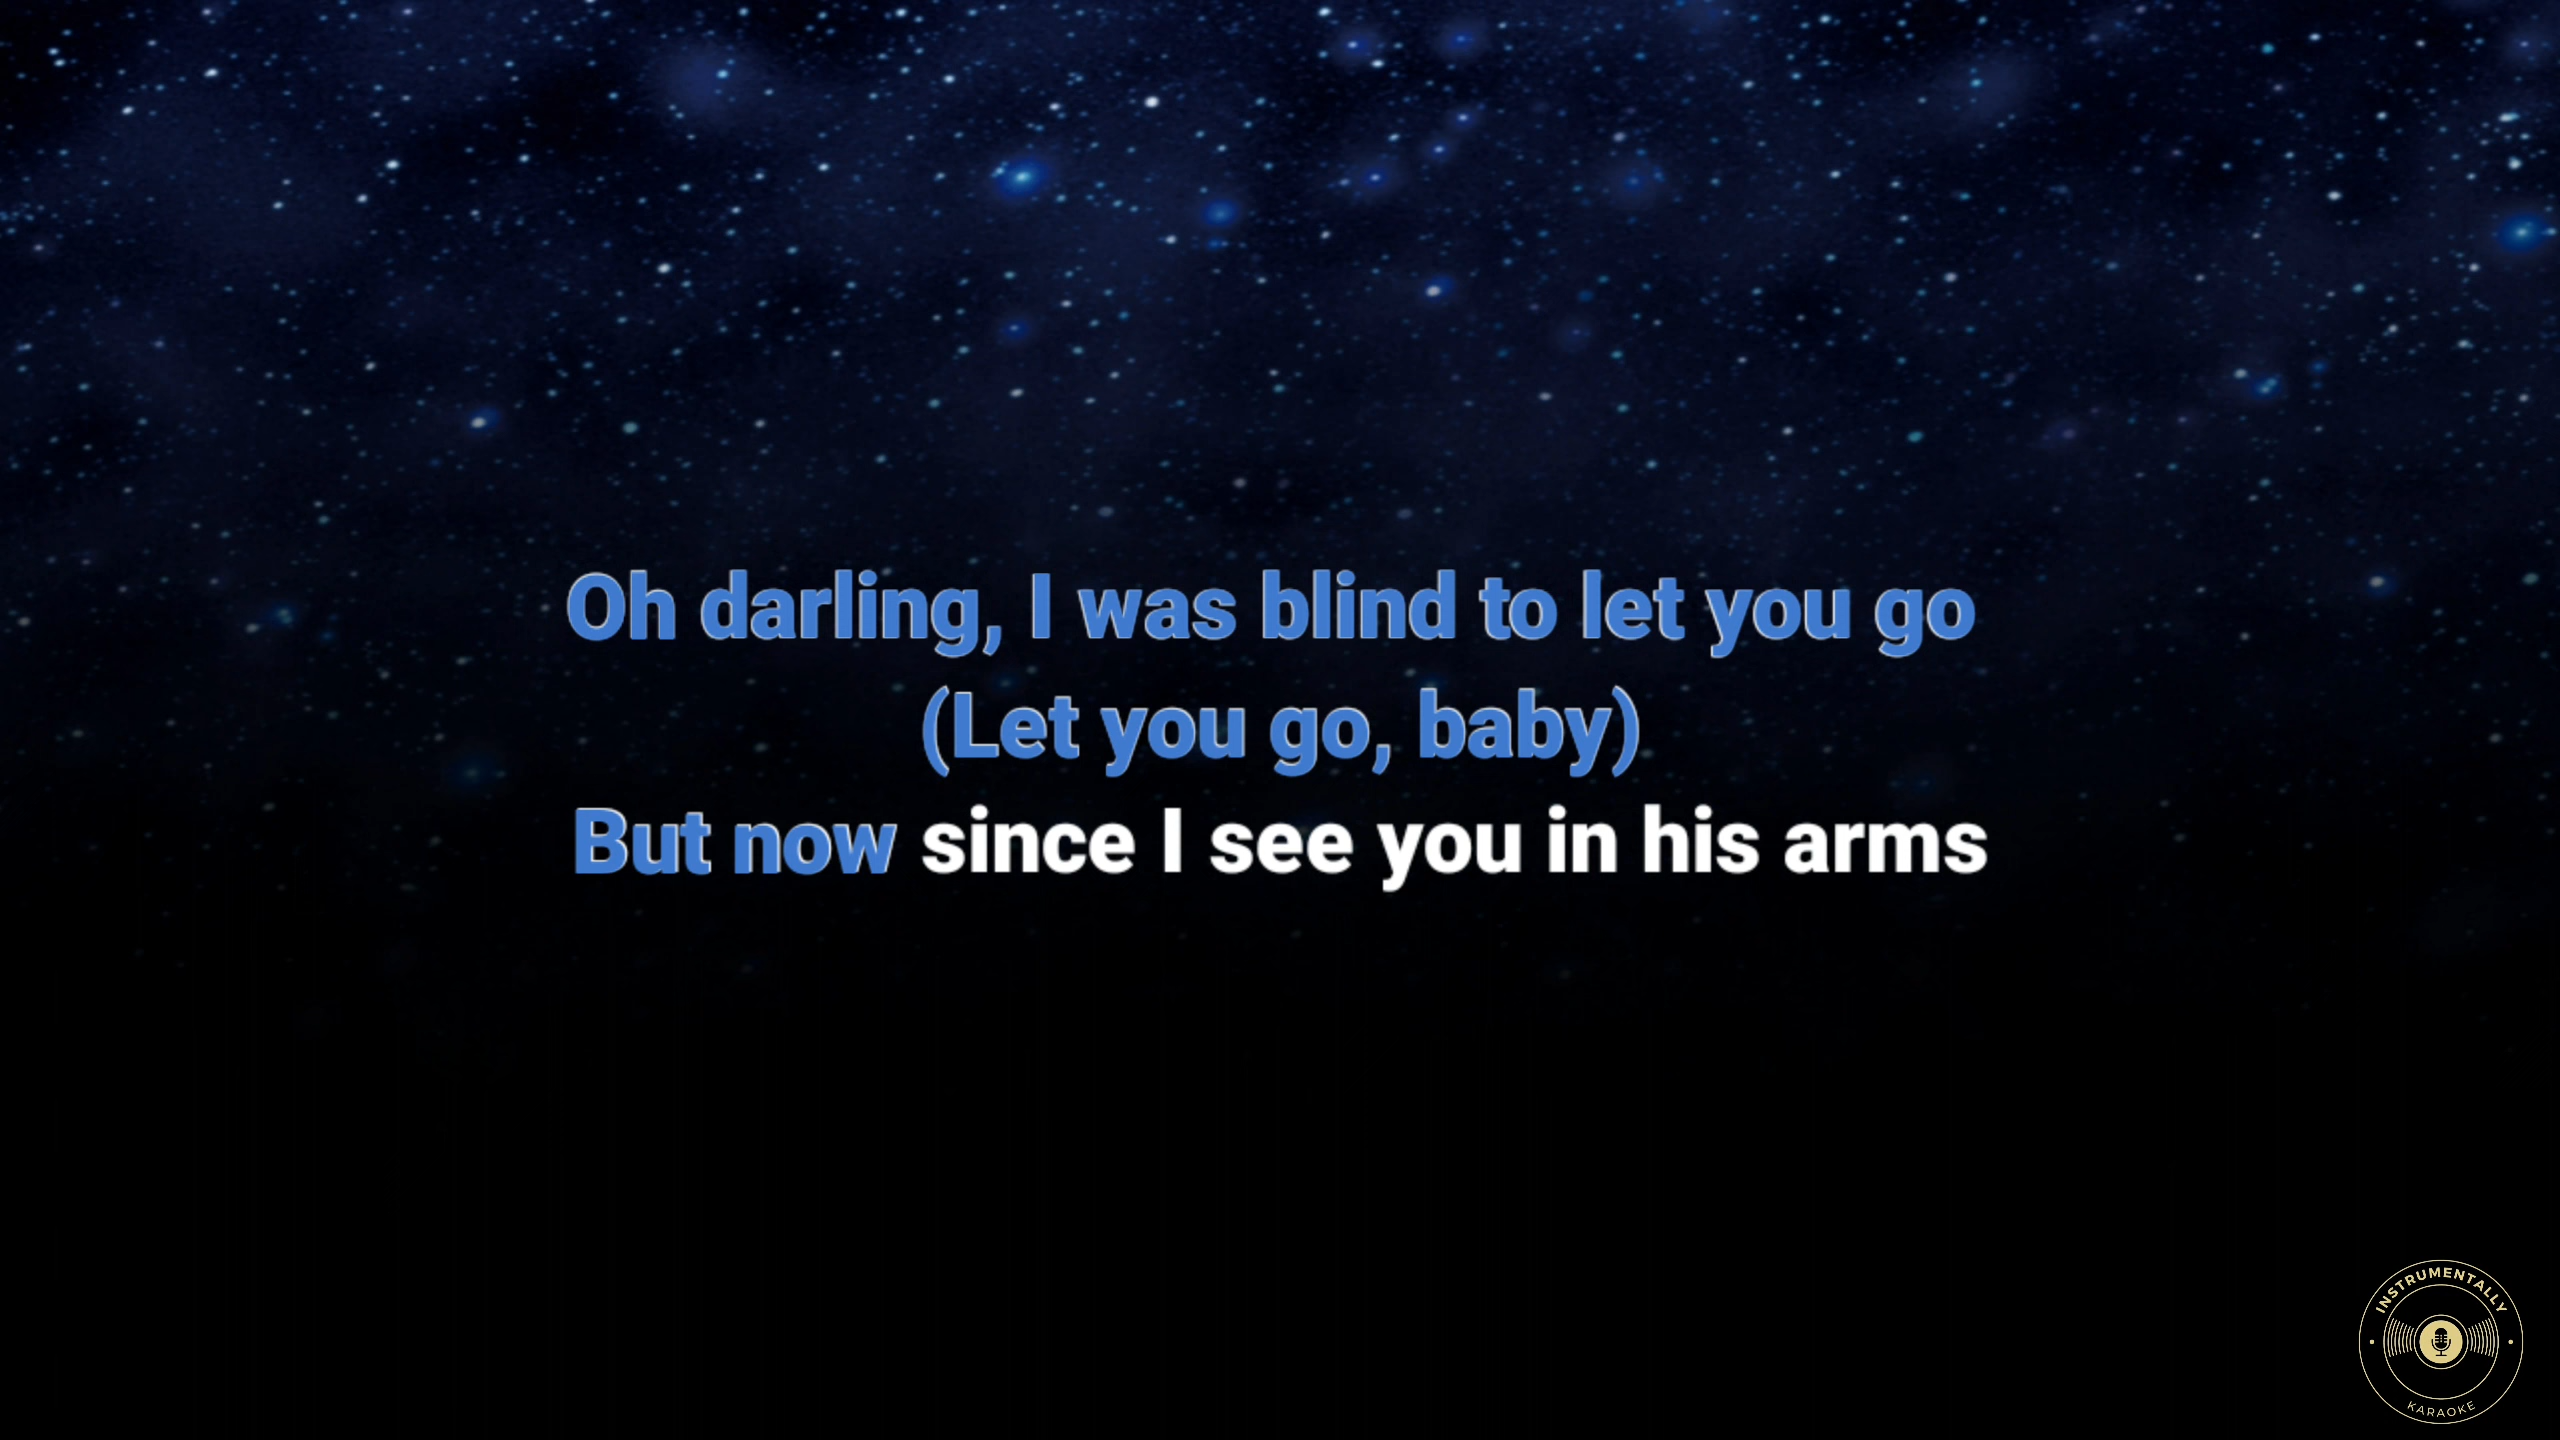 Oh darling, I was blind to let you go
(Let you go, baby)
But now since I see you in his arms
INSTRUMENTALLY
KARAOKE